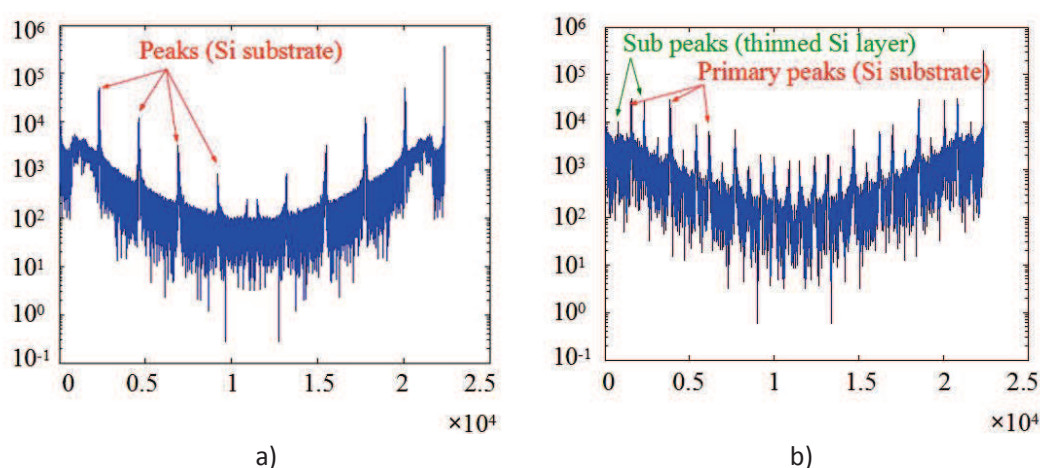 10⁶
Peaks (Si substrate)
10⁵
10⁴
10³
10²
10¹
10⁰
10⁻¹
0 0.5 1 1.5 2 2.5
×10⁴
a)
10⁶
Sub peaks (thinned Si layer)
10⁵
Primary peaks (Si substrate)
10⁴
10³
10²
10¹
10⁰
10⁻¹
0 0.5 1 1.5 2 2.5
×10⁴
b)